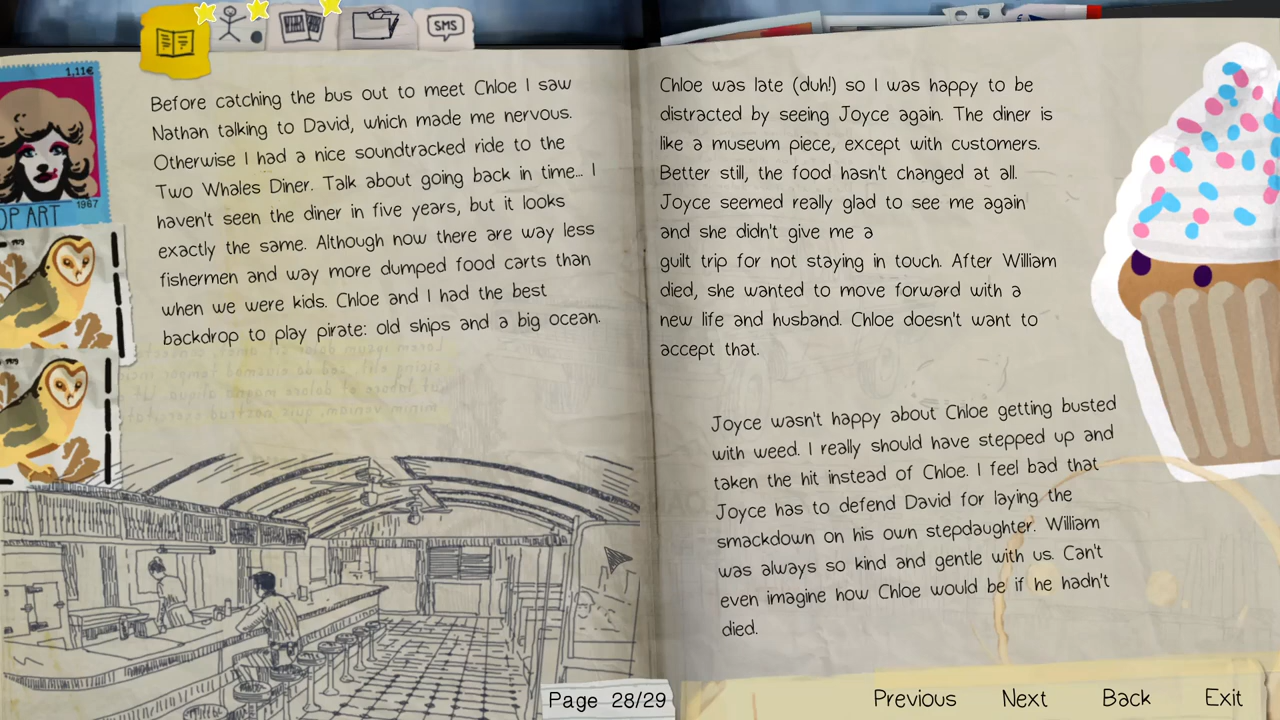 SMS
1,11€
OP ART
1967
Before catching the bus out to meet Chloe I saw
Nathan talking to David, which made me nervous.
Otherwise I had a nice soundtracked ride to the
Two Whales Diner. Talk about going back in time... I
haven't seen the diner in five years, but it looks
exactly the same. Although now there are way less
fishermen and way more dumped food carts than
when we were kids. Chloe and I had the best
backdrop to play pirate: old ships and a big ocean.
Chloe was late (duh!) so I was happy to be
distracted by seeing Joyce again. The diner is
like a museum piece, except with customers.
Better still, the food hasn't changed at all.
Joyce seemed really glad to see me again
and she didn't give me a
guilt trip for not staying in touch. After William
died, she wanted to move forward with a
new life and husband. Chloe doesn't want to
accept that.
Joyce wasn't happy about Chloe getting busted
with weed. I really should have stepped up and
taken the hit instead of Chloe. I feel bad that
Joyce has to defend David for laying the
smackdown on his own stepdaughter. William
was always so kind and gentle with us. Can't
even imagine how Chloe would be if he hadn't
died.
Page 28/29
Previous
Next
Back
Exit